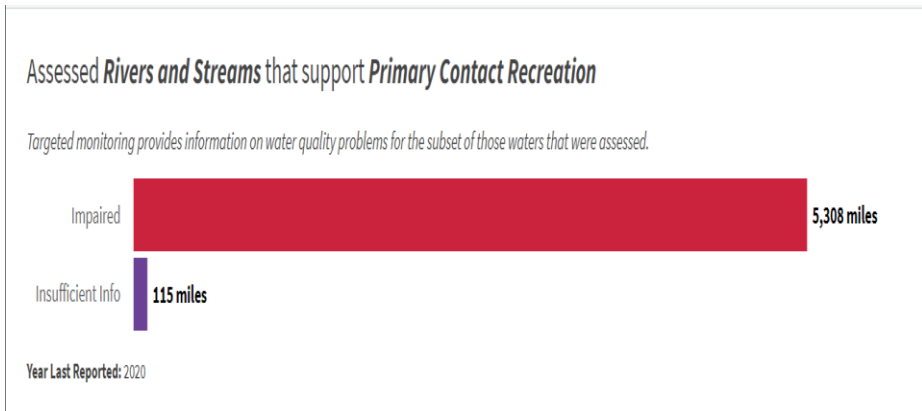 Assessed Rivers and Streams that support Primary Contact Recreation
Targeted monitoring provides information on water quality problems for the subset of those waters that were assessed.
Impaired 5,308 miles
Insufficient Info 115 miles
Year Last Reported: 2020